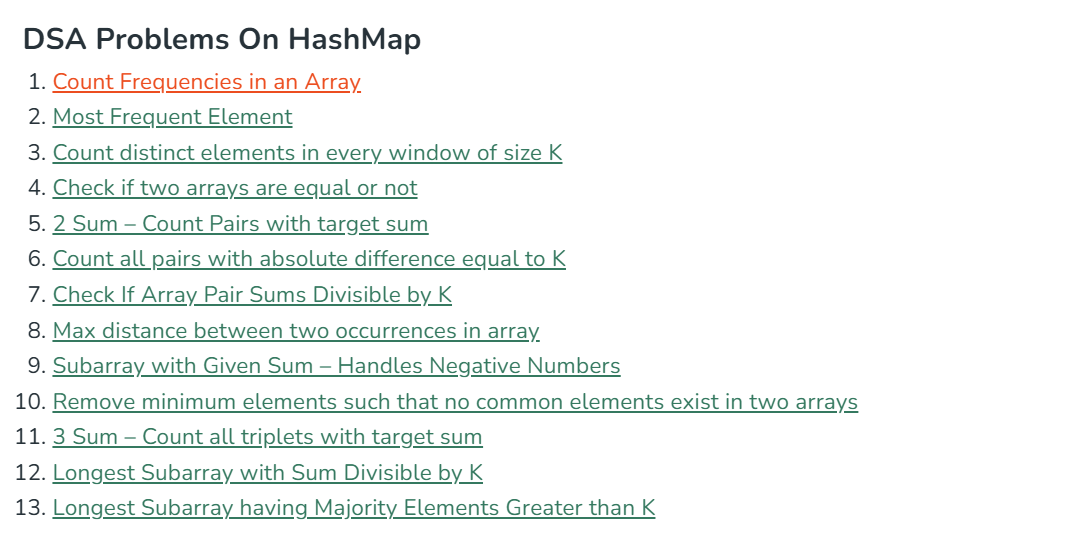 DSA Problems On HashMap
1. Count Frequencies in an Array
2. Most Frequent Element
3. Count distinct elements in every window of size K
4. Check if two arrays are equal or not
5. 2 Sum – Count Pairs with target sum
6. Count all pairs with absolute difference equal to K
7. Check If Array Pair Sums Divisible by K
8. Max distance between two occurrences in array
9. Subarray with Given Sum – Handles Negative Numbers
10. Remove minimum elements such that no common elements exist in two arrays
11. 3 Sum – Count all triplets with target sum
12. Longest Subarray with Sum Divisible by K
13. Longest Subarray having Majority Elements Greater than K